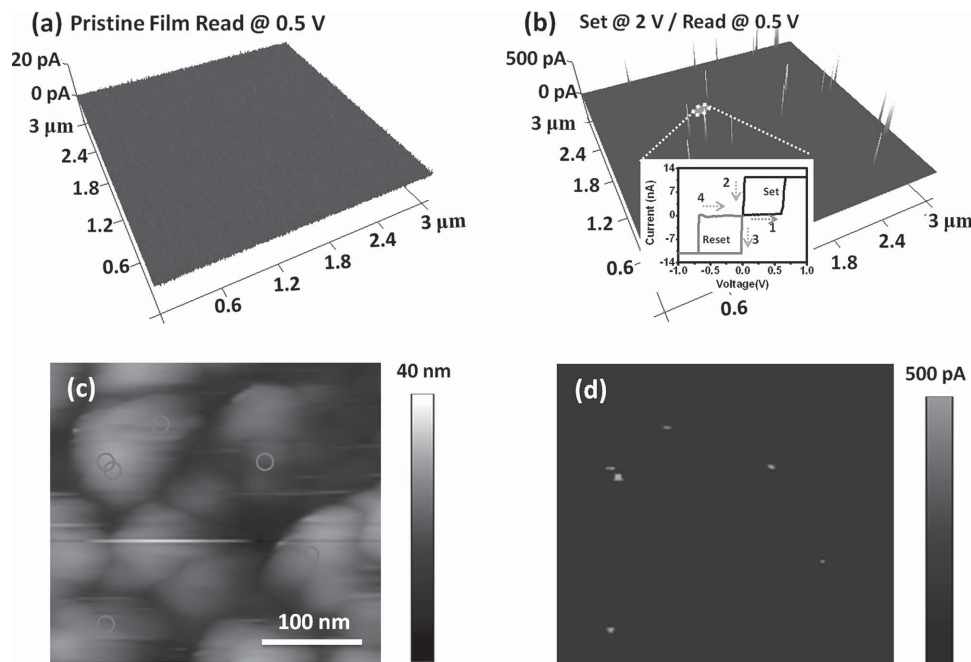 (a) Pristine Film Read @ 0.5 V
20 pA
0 pA
3 µm
2.4
1.8
1.2
0.6
0.6
1.2
1.8
2.4
3 µm
(b) Set @ 2 V / Read @ 0.5 V
500 pA
0 pA
3 µm
2.4
1.8
1.2
0.6
0.6
1.8
2.4
3 µm
14
7
0
-7
-14
Current (nA)
2
Set
4
1
Reset
3
-1.0
-0.5
0.0
0.5
1.0
Voltage(V)
(c)
40 nm
100 nm
(d)
500 pA